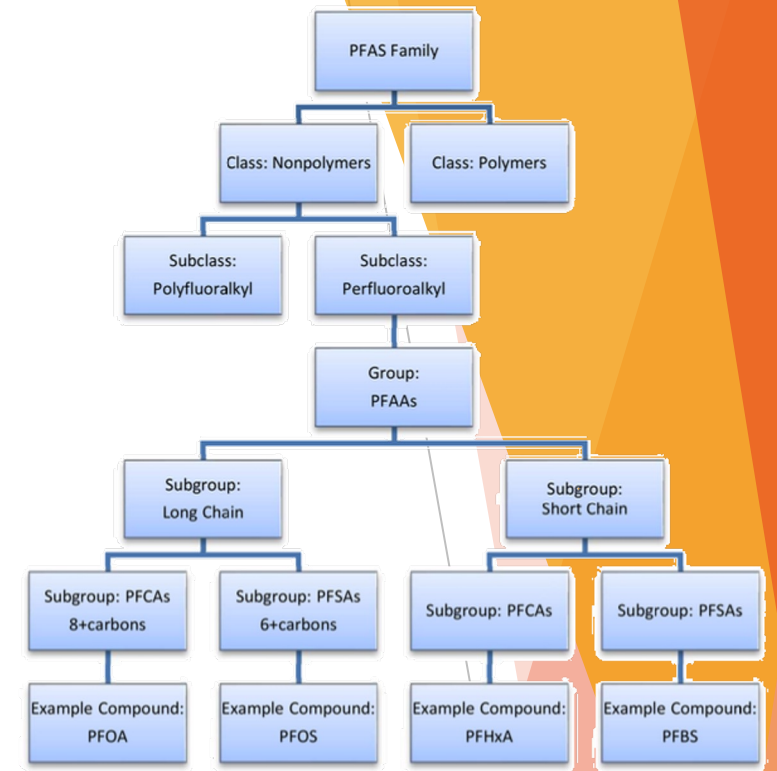 PFAS Family
Class: Nonpolymers
Class: Polymers
Subclass:
Polyfluoralkyl
Subclass:
Perfluoroalkyl
Group:
PFAAs
Subgroup:
Long Chain
Subgroup:
Short Chain
Subgroup: PFCAs
8+carbons
Subgroup: PFSAs
6+carbons
Subgroup: PFCAs
Subgroup: PFSAs
Example Compound:
PFOA
Example Compound:
PFOS
Example Compound:
PFHxA
Example Compound:
PFBS